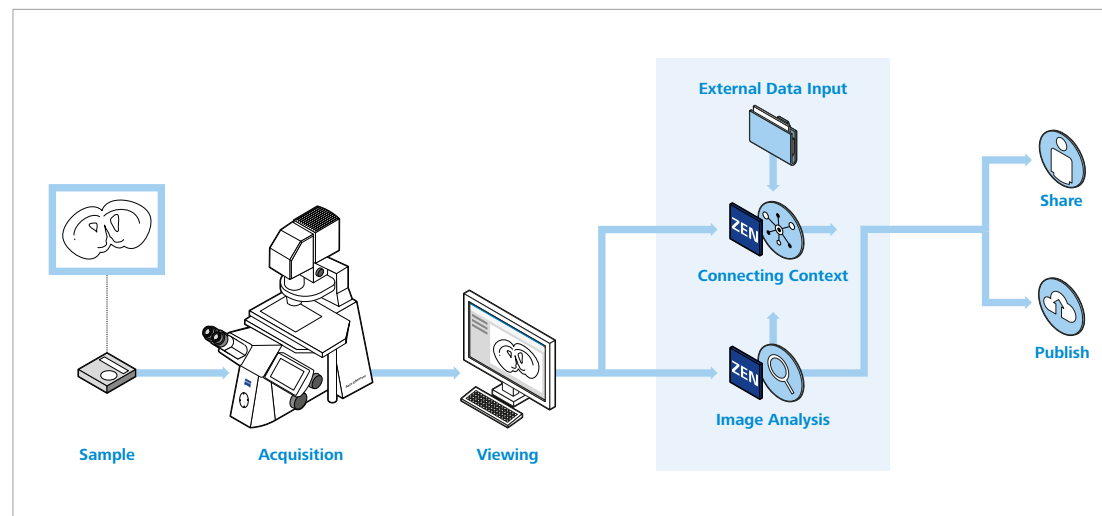 External Data Input
ZEN
Connecting Context
ZEN
Image Analysis
Share
Publish
Sample
Acquisition
Viewing